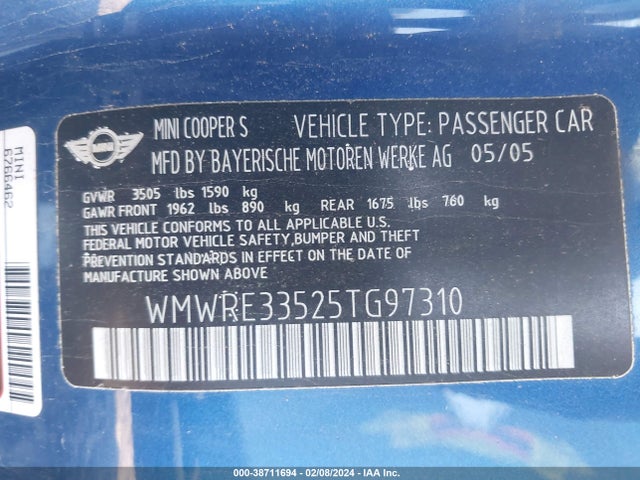 MINI COOPER S VEHICLE TYPE: PASSENGER CAR
MFD BY BAYERISCHE MOTOREN WERKE AG 05/05
GVWR 3505 lbs 1590 kg
GAWR FRONT 1962 lbs 890 kg REAR 1675 lbs 760 kg
THIS VEHICLE CONFORMS TO ALL APPLICABLE U.S.
FEDERAL MOTOR VEHICLE SAFETY,BUMPER AND THEFT
PREVENTION STANDARDS IN EFFECT ON THE DATE OF
MANUFACTURE SHOWN ABOVE.
WMWRE33525TG97310
MINI
MINI
6766462
000-38711694 | 02/08/2024 | IAA Inc.